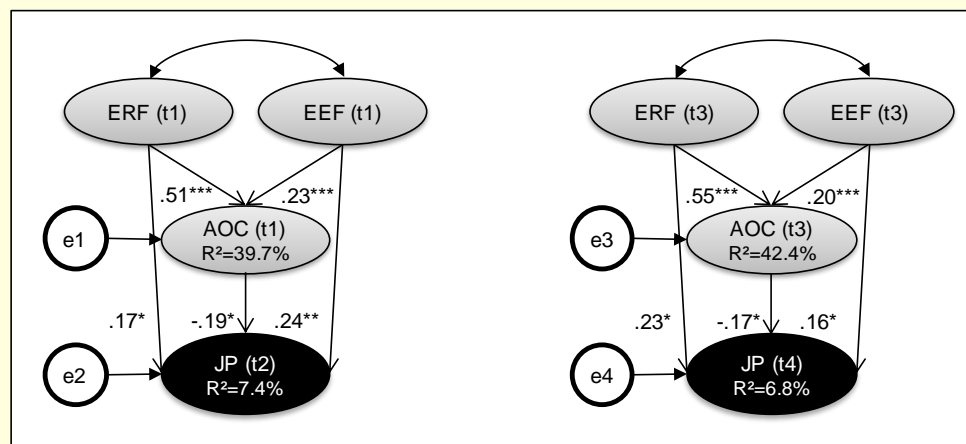 ERF (t1)
EEF (t1)
.51***
.23***
e1
AOC (t1)
R²=39.7%
.17*
-.19*
.24**
e2
JP (t2)
R²=7.4%
ERF (t3)
EEF (t3)
.55***
.20***
e3
AOC (t3)
R²=42.4%
.23*
-.17*
.16*
e4
JP (t4)
R²=6.8%